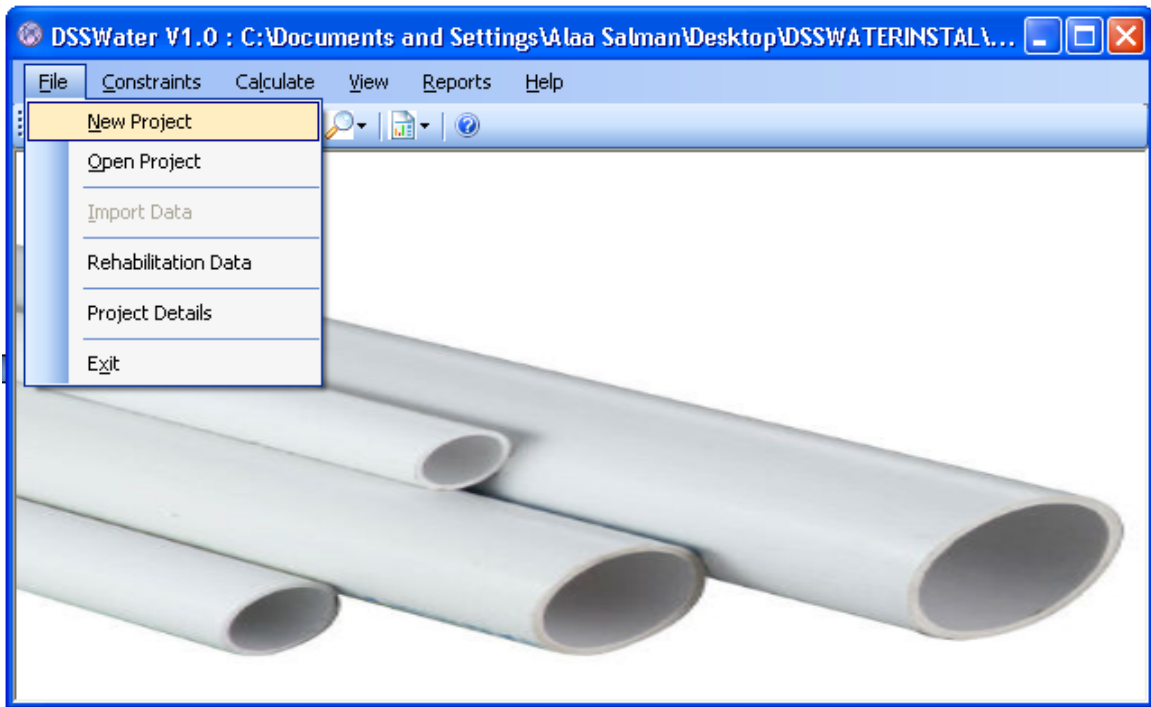 DSSWater V1.0 : C:\Documents and Settings\Alaa Salman\Desktop\DSSWATERINSTAL\...
File Constraints Calculate View Reports Help
New Project
Open Project
Import Data
Rehabilitation Data
Project Details
Exit